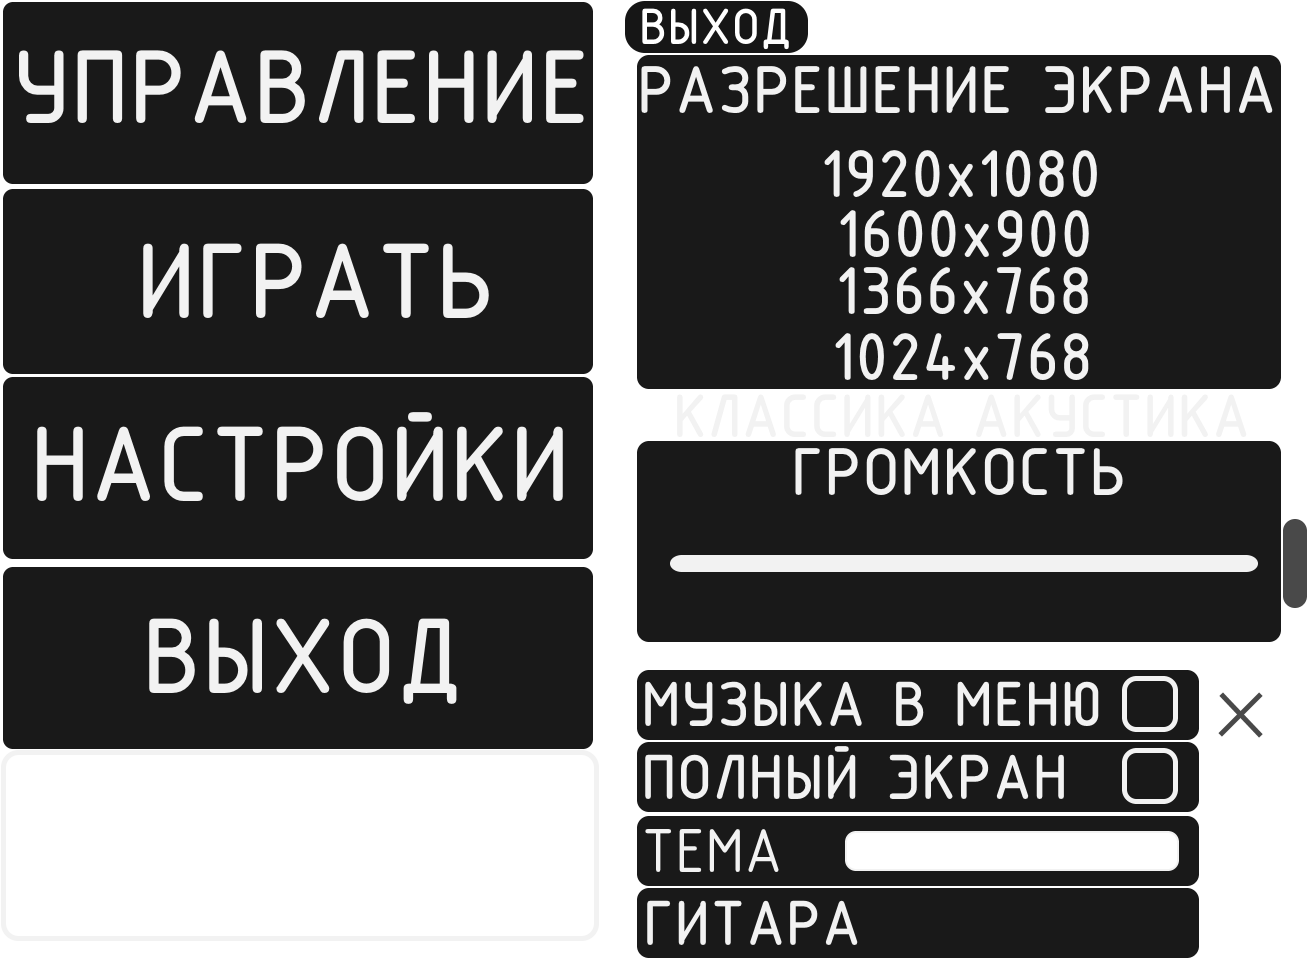 УПРАВЛЕНИЕ
ИГРАТЬ
НАСТРОЙКИ
ВЫХОД
ВЫХОД
РАЗРЕШЕНИЕ ЭКРАНА
1920x1080
1600x900
1366x768
1024x768
КЛАССИКА АКУСТИКА
ГРОМКОСТЬ
МУЗЫКА В МЕНЮ
ПОЛНЫЙ ЭКРАН
ТЕМА
ГИТАРА